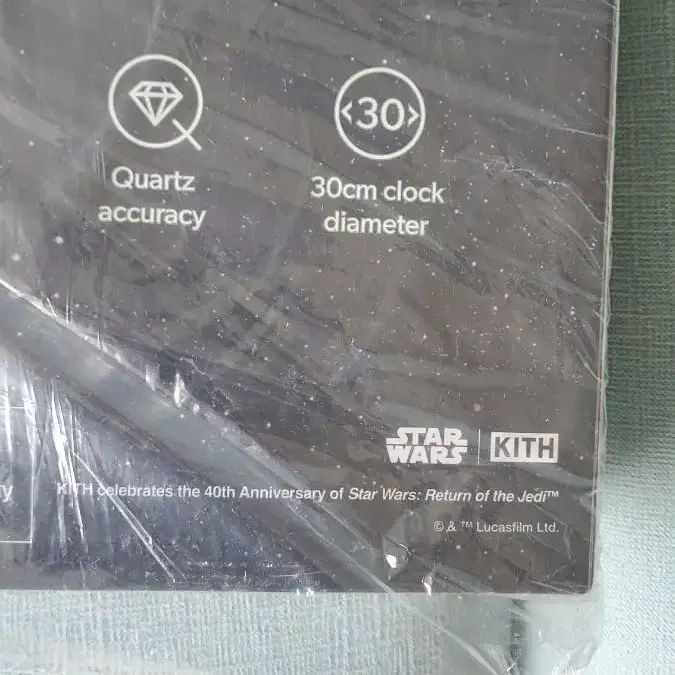 Quartz
accuracy
<30>
30cm clock
diameter
STAR
WARS
KITH
KITH celebrates the 40th Anniversary of Star Wars: Return of the Jedi™
© & ™ Lucasfilm Ltd.